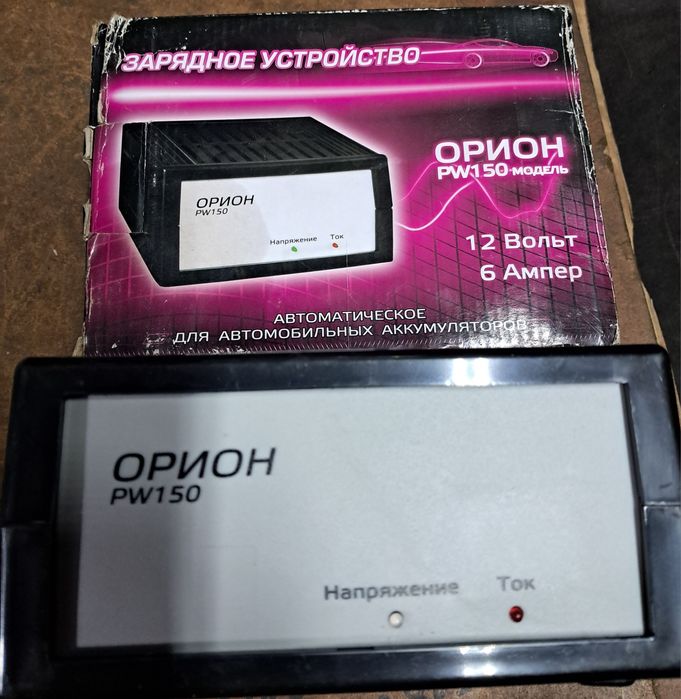 ЗАРЯДНОЕ УСТРОЙСТВО
ОРИОН
PW150 МОДЕЛЬ
ОРИОН
PW150
Напряжение Ток
12 Вольт
6 Ампер
АВТОМАТИЧЕСКОЕ
ДЛЯ АВТОМОБИЛЬНЫХ АККУМУЛЯТОРОВ
ОРИОН
PW150
Напряжение Ток